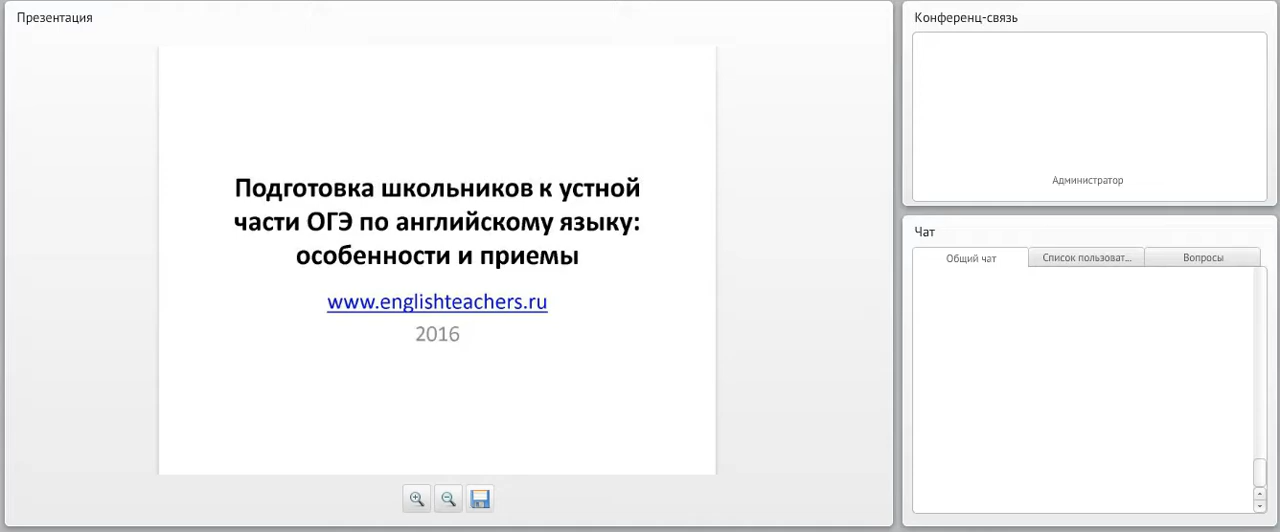 Презентация
Подготовка школьников к устной
части ОГЭ по английскому языку:
особенности и приемы
www.englishteachers.ru
2016
Конференц-связь
Администратор
Чат
Общий чат
Список пользоват...
Вопросы